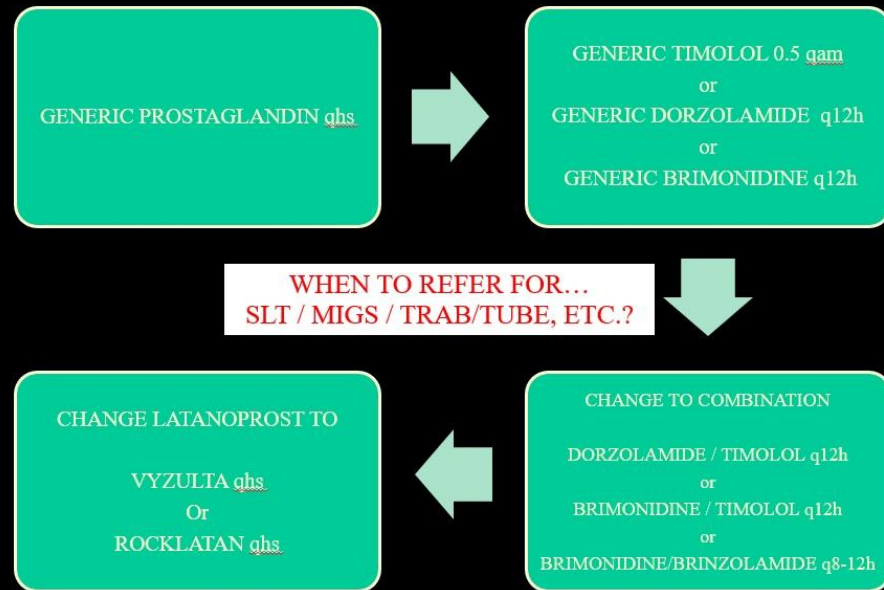 GENERIC PROSTAGLANDIN qhs
GENERIC TIMOLOL 0.5 qam
or
GENERIC DORZOLAMIDE q12h
or
GENERIC BRIMONIDINE q12h
WHEN TO REFER FOR…
SLT / MIGS / TRAB/TUBE, ETC.?
CHANGE TO COMBINATION
DORZOLAMIDE / TIMOLOL q12h
or
BRIMONIDINE / TIMOLOL q12h
or
BRIMONIDINE/BRINZOLAMIDE q8-12h
CHANGE LATANOPROST TO
VYZULTA qhs
Or
ROCKLATAN qhs